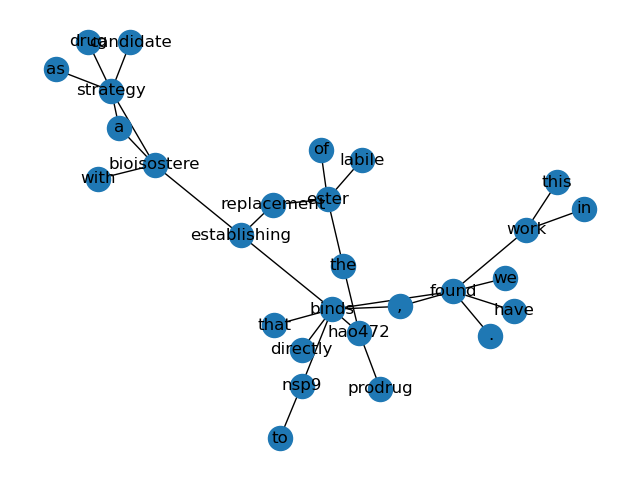 drug candidate
as
strategy
a
of
labile
bioisostere
with
this
replacement ester
in
establishing
work
the
we
found
binds , have
that
hao472 .
directly
nsp9 prodrug
to